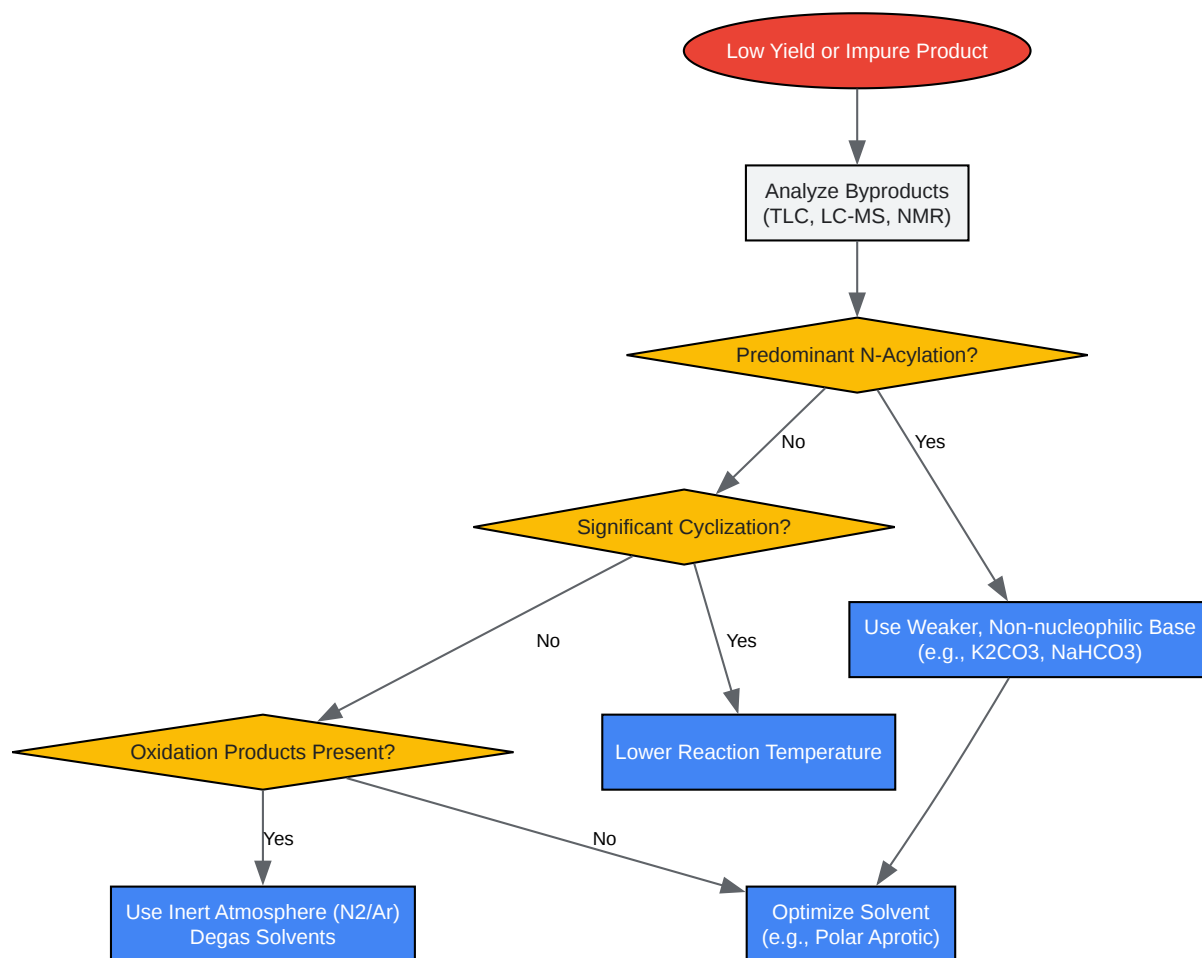 Low Yield or Impure Product
Analyze Byproducts
(TLC, LC-MS, NMR)
Predominant N-Acylation?
No
Yes
Significant Cyclization?
Use Weaker, Non-nucleophilic Base
(e.g., K2CO3, NaHCO3)
No
Yes
Oxidation Products Present?
Lower Reaction Temperature
Yes
No
Use Inert Atmosphere (N2/Ar)
Degas Solvents
Optimize Solvent
(e.g., Polar Aprotic)